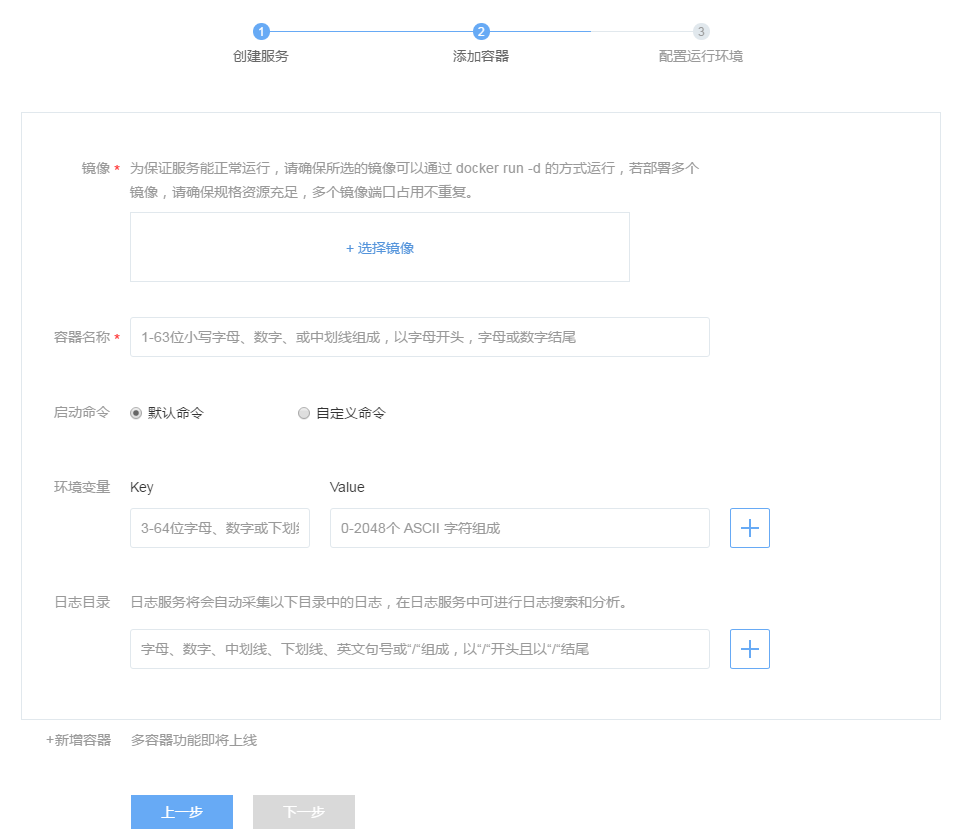 1 2 3
创建服务 添加容器 配置运行环境
镜像 * 为保证服务能正常运行，请确保所选的镜像可以通过 docker run -d 的方式运行，若部署多个
镜像，请确保规格资源充足，多个镜像端口占用不重复。
+ 选择镜像
容器名称 * 1-63位小写字母、数字、或中划线组成，以字母开头，字母或数字结尾
启动命令 默认命令 自定义命令
环境变量 Key Value
3-64位字母、数字或下划 0-2048个 ASCII 字符组成
日志目录 日志服务将会自动采集以下目录中的日志，在日志服务中可进行日志搜索和分析。
字母、数字、中划线、下划线、英文句号或“/“组成，以“/“开头且以“/“结尾
+新增容器 多容器功能即将上线
上一步 下一步